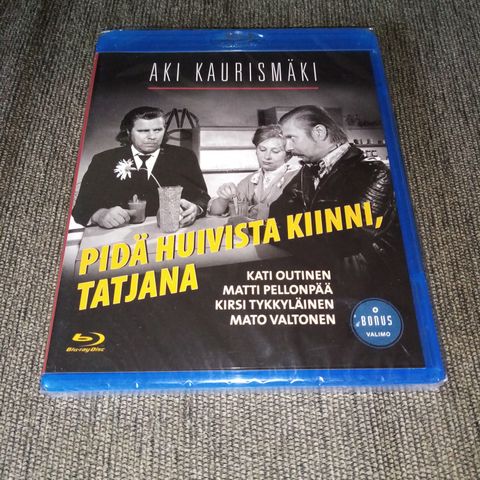 AKI KAURISMÄKI
PIDÄ HUIVISTA KIINNI,
TATJANA
KATI OUTINEN
MATTI PELLONPÄÄ
KIRSI TYKKYLÄINEN
MATO VALTONEN
BONUS
VALIMO
Blu-ray Disc